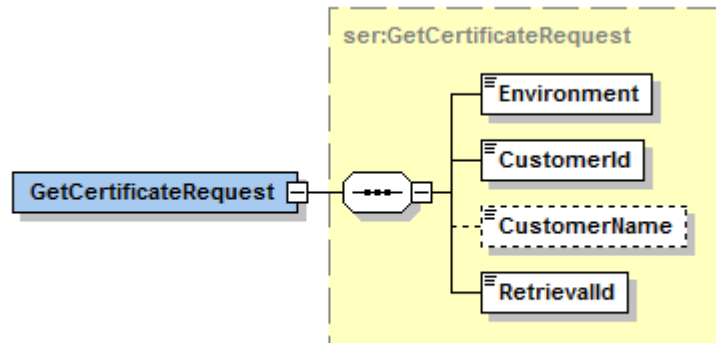 ser:GetCertificateRequest
Environment
CustomerId
GetCertificateRequest
CustomerName
RetrievalId